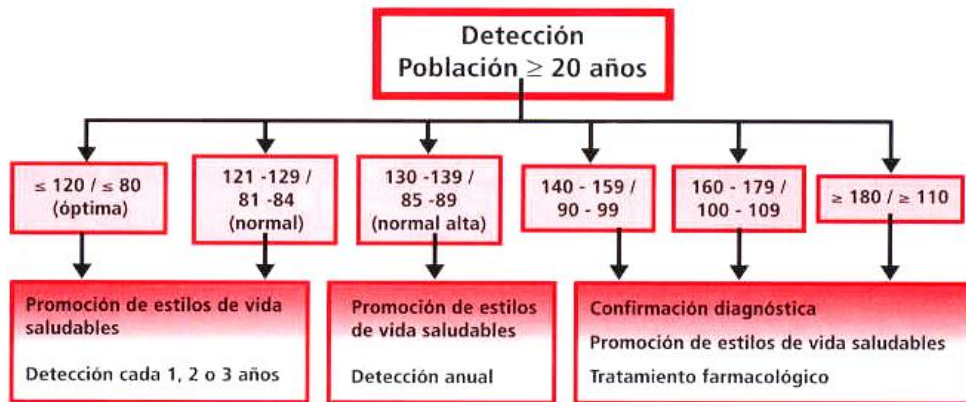 Detección
Población ≥ 20 años
≤ 120 / ≤ 80
(óptima)
121 -129 /
81 -84
(normal)
130 -139 /
85 -89
(normal alta)
140 - 159 /
90 - 99
160 - 179 /
100 - 109
≥ 180 / ≥ 110
Promoción de estilos de vida
saludables
Detección cada 1, 2 o 3 años
Promoción de estilos
de vida saludables
Detección anual
Confirmación diagnóstica
Promoción de estilos de vida saludables
Tratamiento farmacológico